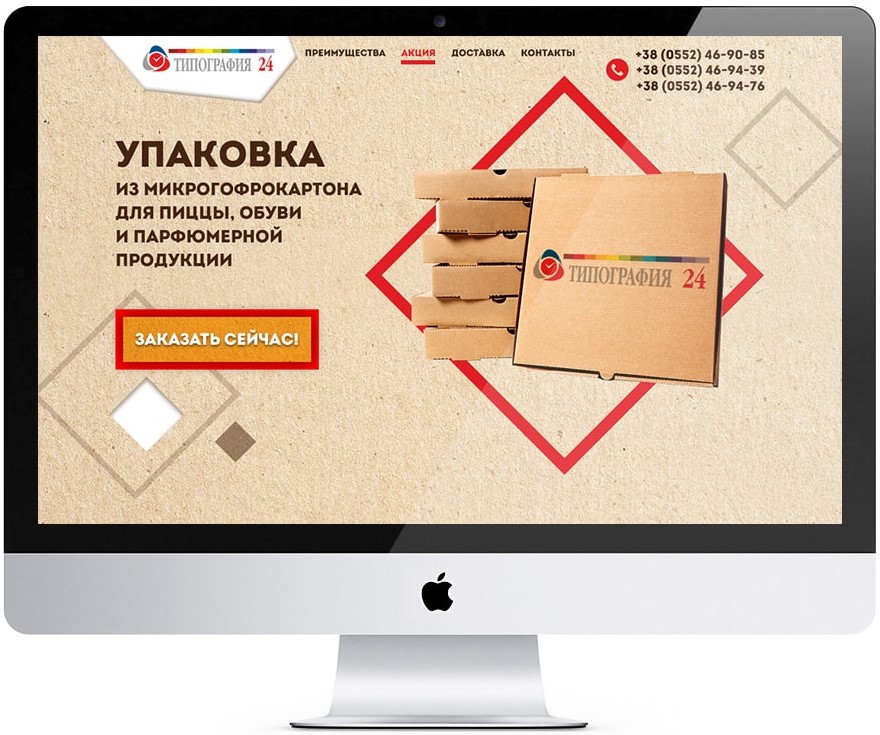 ТИПОГРАФИЯ 24
ПРЕИМУЩЕСТВА АКЦИЯ ДОСТАВКА КОНТАКТЫ
+38 (0552) 46-90-85
+38 (0552) 46-94-39
+38 (0552) 46-94-76
УПАКОВКА
ИЗ МИКРОГОФРОКАРТОНА
ДЛЯ ПИЦЦЫ, ОБУВИ
И ПАРФЮМЕРНОЙ
ПРОДУКЦИИ
ЗАКАЗАТЬ СЕЙЧАС!
ТИПОГРАФИЯ 24